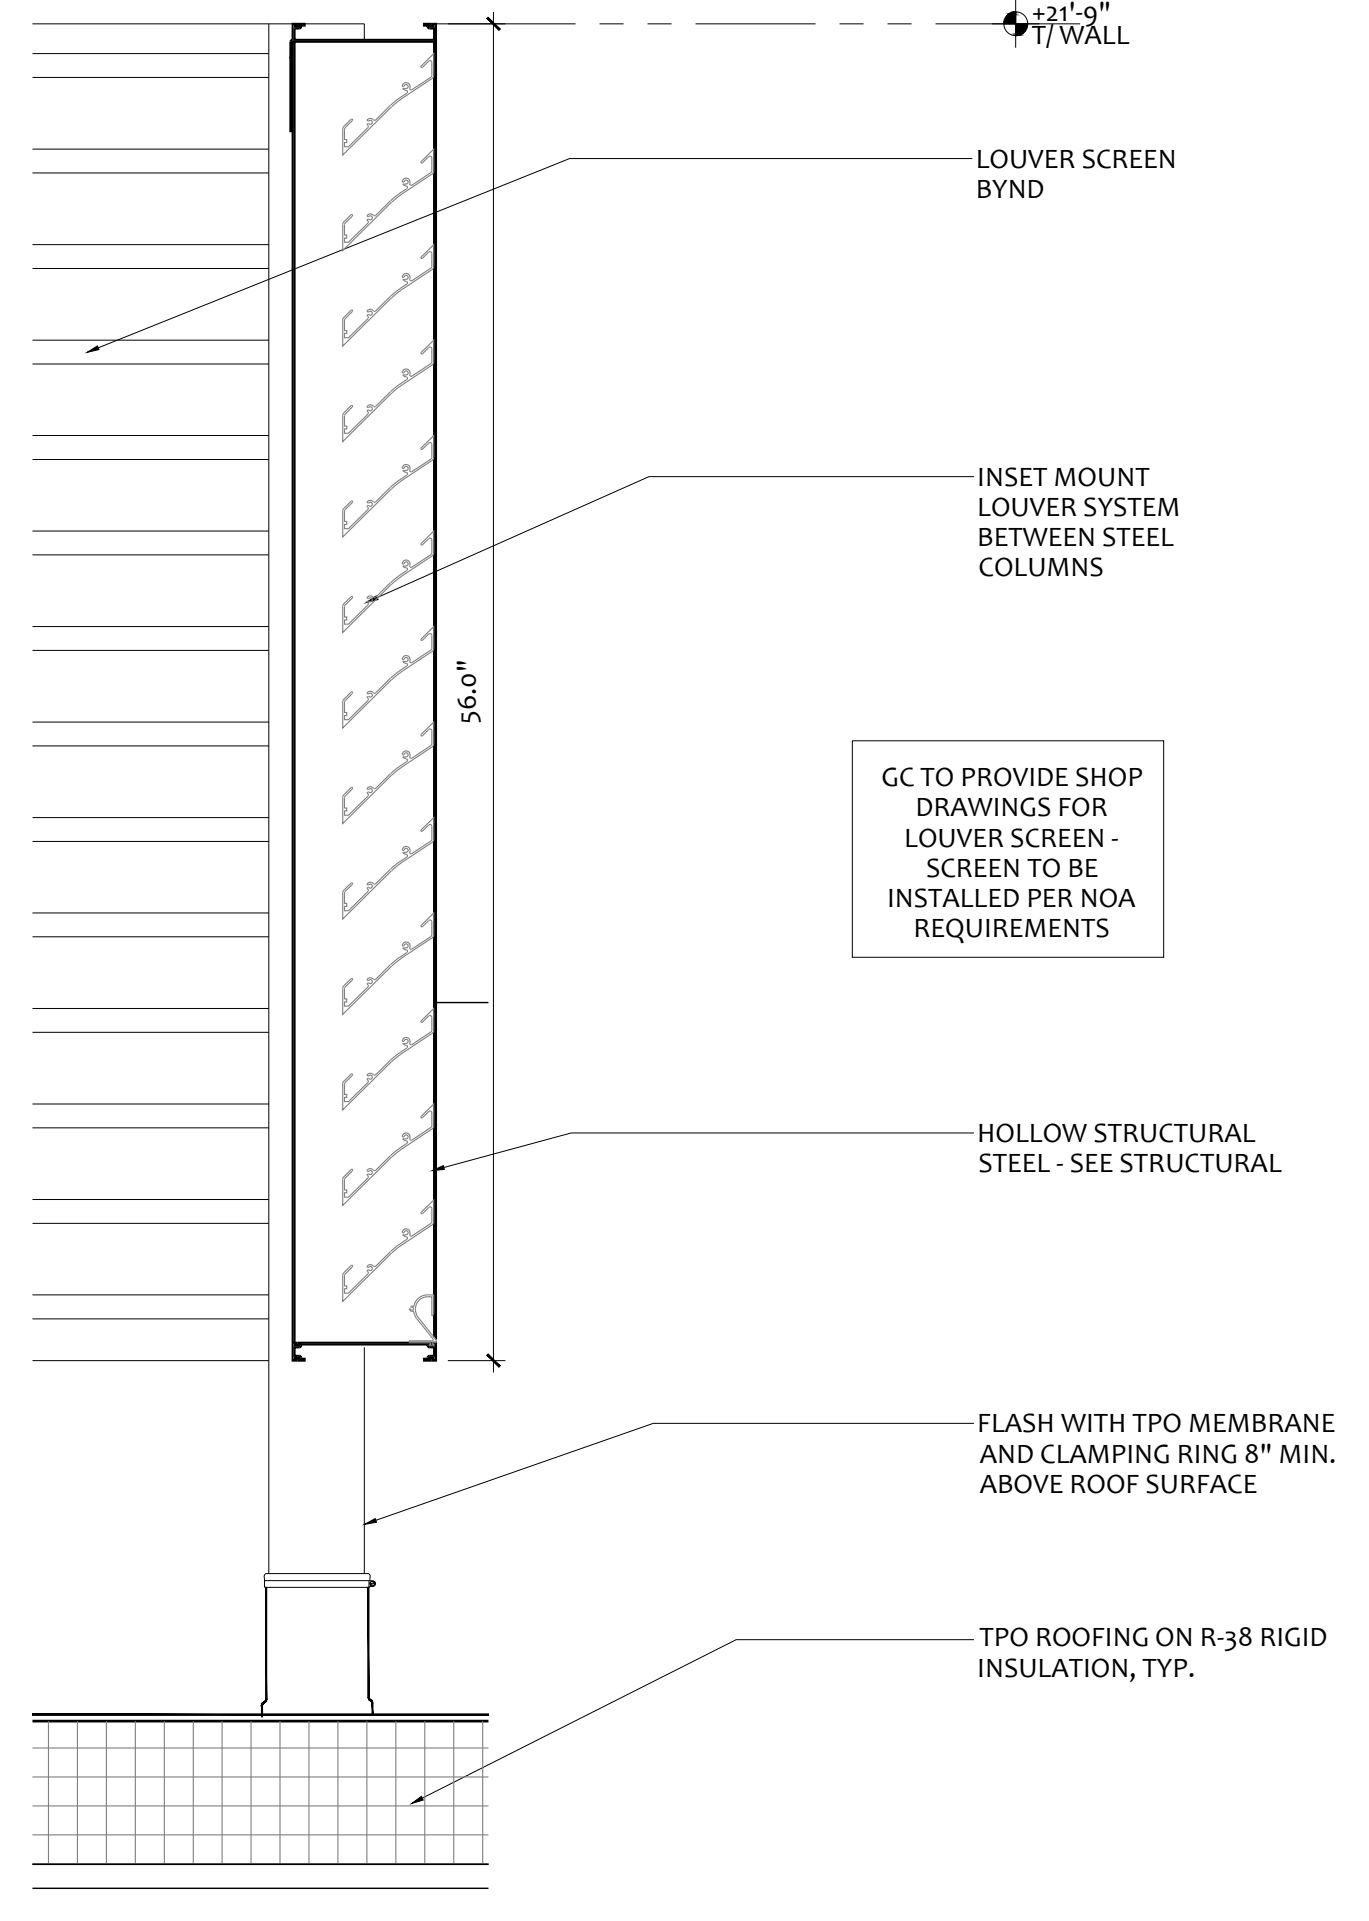 +21'-9"
T/ WALL
LOUVER SCREEN
BYND
INSET MOUNT
LOUVER SYSTEM
BETWEEN STEEL
COLUMNS
56.0"
GC TO PROVIDE SHOP
DRAWINGS FOR
LOUVER SCREEN -
SCREEN TO BE
INSTALLED PER NOA
REQUIREMENTS
HOLLOW STRUCTURAL
STEEL - SEE STRUCTURAL
FLASH WITH TPO MEMBRANE
AND CLAMPING RING 8" MIN.
ABOVE ROOF SURFACE
TPO ROOFING ON R-38 RIGID
INSULATION, TYP.